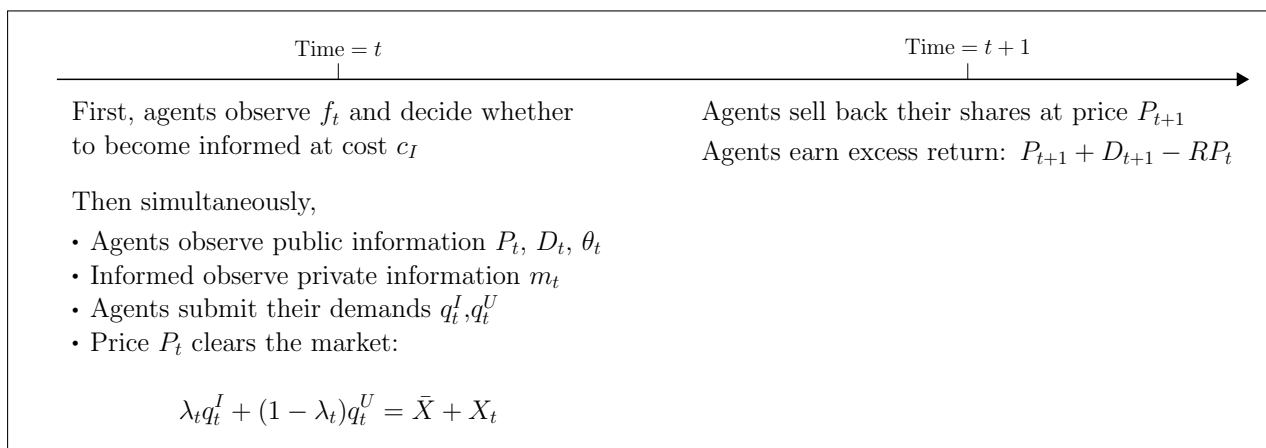 Time = t
Time = t + 1
First, agents observe f_t and decide whether
to become informed at cost c_I
Agents sell back their shares at price P_{t+1}
Agents earn excess return: P_{t+1} + D_{t+1} − RP_t
Then simultaneously,
· Agents observe public information P_t, D_t, θ_t
· Informed observe private information m_t
· Agents submit their demands q_t^I,q_t^U
· Price P_t clears the market:
λ_t q_t^I + (1 − λ_t)q_t^U = X̄ + X_t